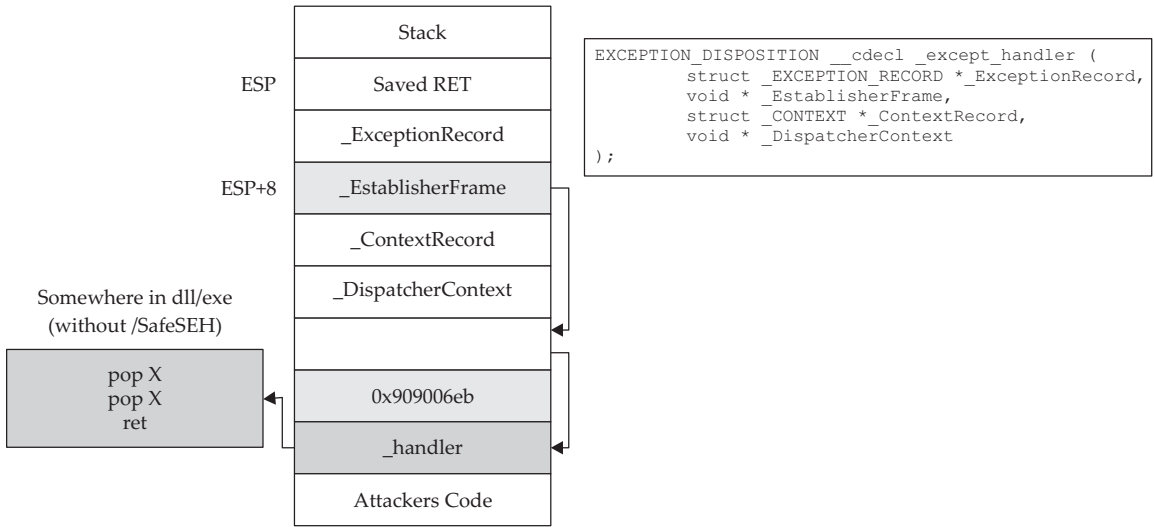 Stack
ESP
Saved RET
_ExceptionRecord
ESP+8
_EstablisherFrame
_ContextRecord
_DispatcherContext
Somewhere in dll/exe
(without /SafeSEH)
pop X
pop X
ret
0x909006eb
_handler
Attackers Code
EXCEPTION_DISPOSITION __cdecl _except_handler (
struct _EXCEPTION_RECORD *_ExceptionRecord,
void * _EstablisherFrame,
struct _CONTEXT *_ContextRecord,
void * _DispatcherContext
);